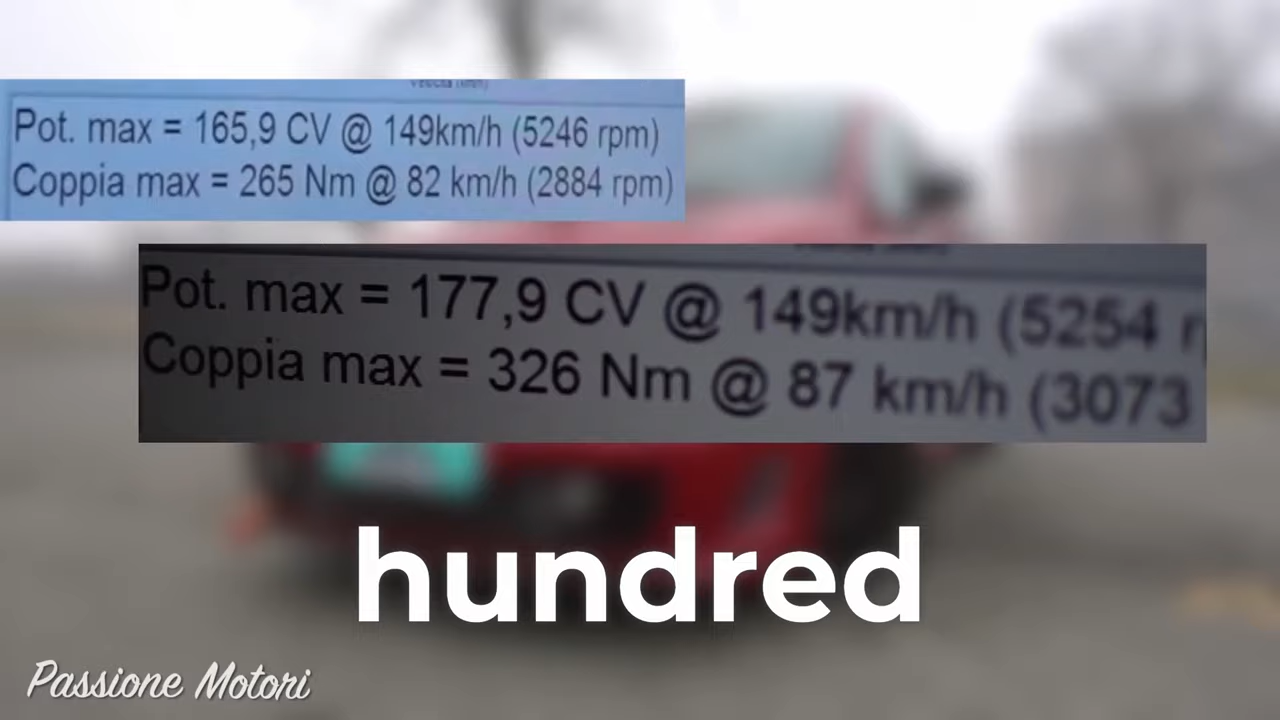 Pot. max = 165,9 CV @ 149km/h (5246 rpm)
Coppia max = 265 Nm @ 82 km/h (2884 rpm)
Pot. max = 177,9 CV @ 149km/h (5254 r
Coppia max = 326 Nm @ 87 km/h (3073
hundred
Passione Motori